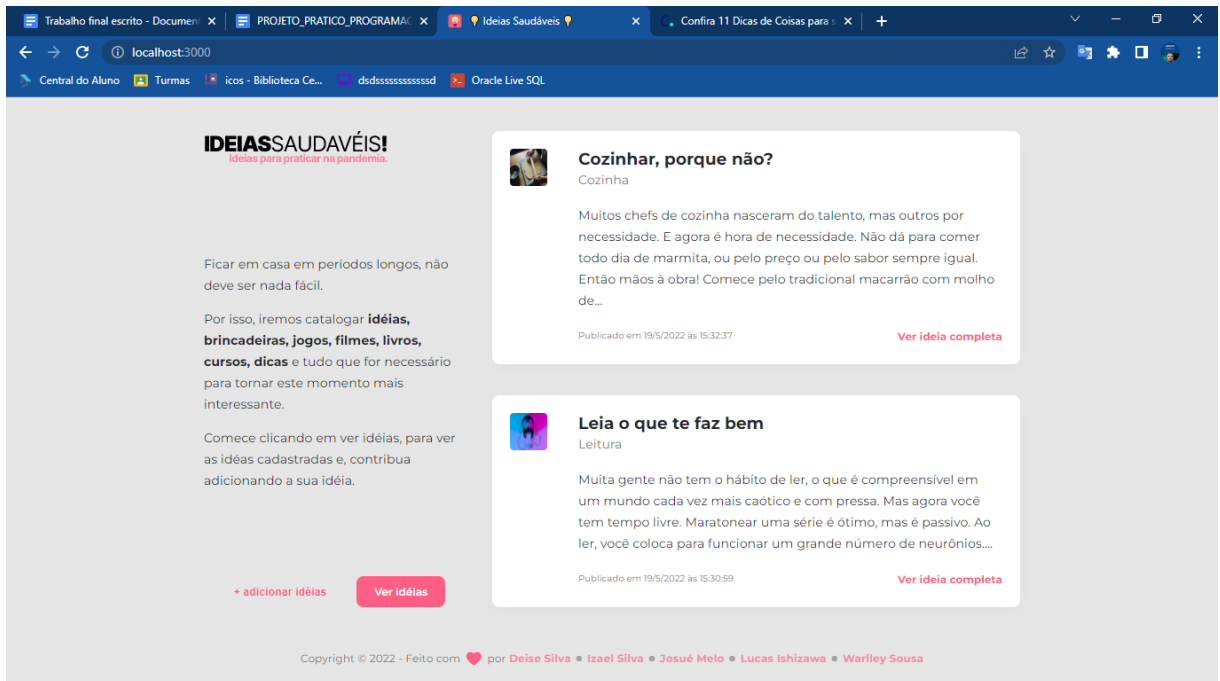 Trabalho final escrito - Document
PROJETO_PRATICO_PROGRAMAC
Ideias Saudáveis
Confira 11 Dicas de Coisas para s
localhost:3000
Central do Aluno
Turmas
icos - Biblioteca Ce...
dsdsssssssssssd
Oracle Live SQL
IDEIASSAUDAVÉIS!
Ideias para praticar na pandemia.
Ficar em casa em períodos longos, não
deve ser nada fácil.
Por isso, iremos catalogar idéias,
brincadeiras, jogos, filmes, livros,
cursos, dicas e tudo que for necessário
para tornar este momento mais
interessante.
Comece clicando em ver idéias, para ver
as idéas cadastradas e, contribua
adicionando a sua idéia.
+ adicionar idéias
Ver idéias
Cozinhar, porque não?
Cozinha
Muitos chefs de cozinha nasceram do talento, mas outros por
necessidade. E agora é hora de necessidade. Não dá para comer
todo dia de marmita, ou pelo preço ou pelo sabor sempre igual.
Então mãos à obra! Comece pelo tradicional macarrão com molho
de...
Publicado em 19/5/2022 às 15:32:37
Ver ideia completa
Leia o que te faz bem
Leitura
Muita gente não tem o hábito de ler, o que é compreensível em
um mundo cada vez mais caótico e com pressa. Mas agora você
tem tempo livre. Maratonear uma série é ótimo, mas é passivo. Ao
ler, você coloca para funcionar um grande número de neurônios....
Publicado em 19/5/2022 às 15:30:59
Ver ideia completa
Copyright © 2022 - Feito com ❤ por Deise Silva ● Izael Silva ● Josué Melo ● Lucas Ishizawa ● Warlley Sousa